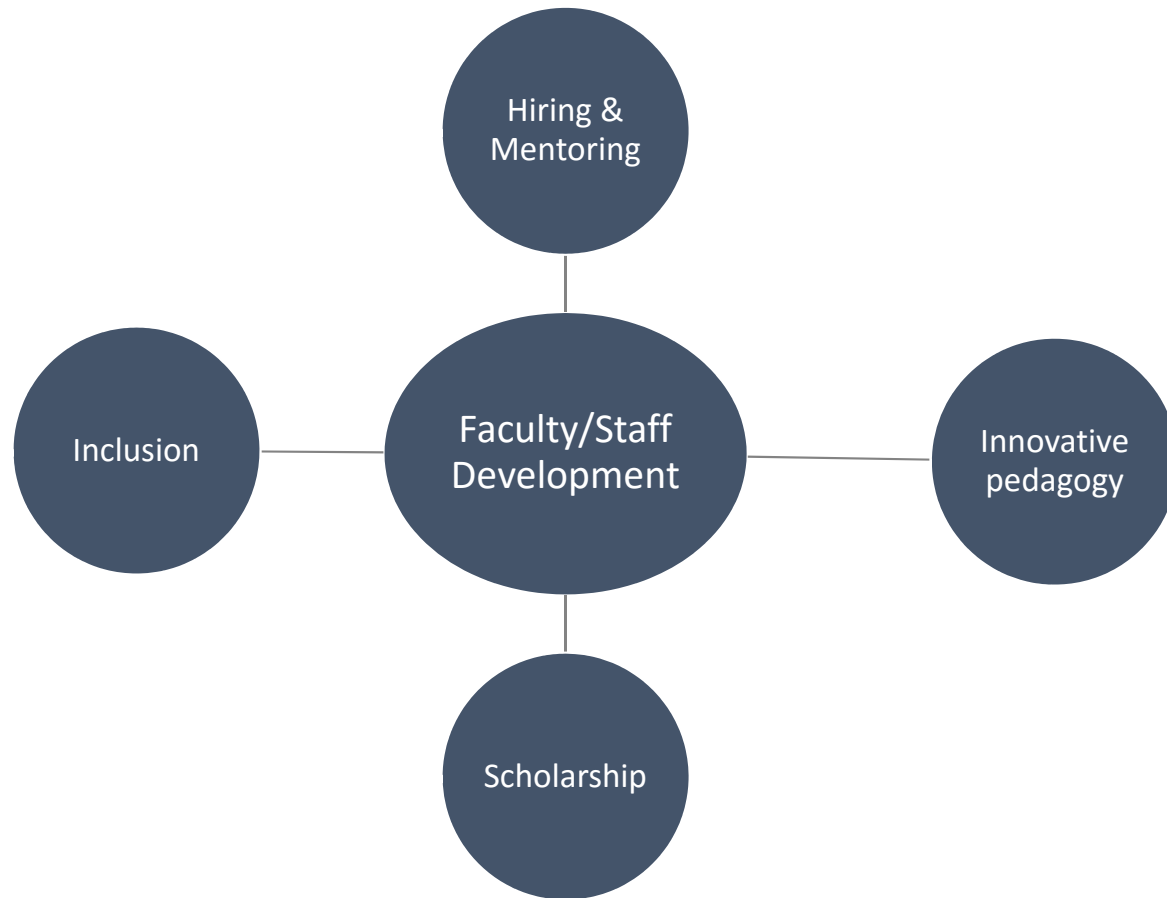 Hiring &
Mentoring
Inclusion
Faculty/Staff
Development
Innovative
pedagogy
Scholarship